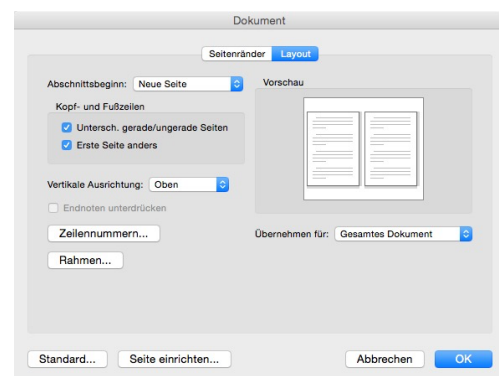 Dokument
Seitenränder Layout
Abschnittsbeginn: Neue Seite
Kopf- und Fußzeilen
Untersch. gerade/ungerade Seiten
Erste Seite anders
Vertikale Ausrichtung: Oben
Endnoten unterdrücken
Zeilennummern...
Rahmen...
Vorschau
Übernehmen für: Gesamtes Dokument
Standard... Seite einrichten... Abbrechen OK